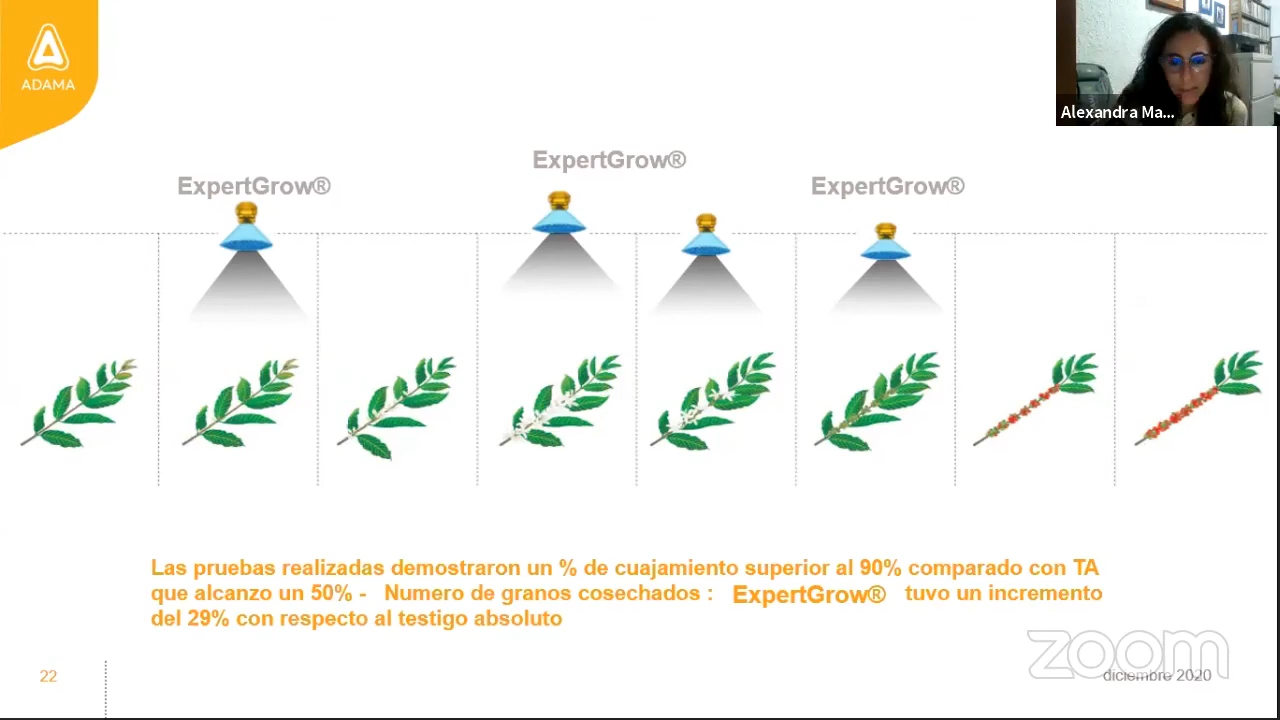 ADAMA
Alexandra Ma...
ExpertGrow®
ExpertGrow®
ExpertGrow®
Las pruebas realizadas demostraron un % de cuajamiento superior al 90% comparado con TA
que alcanzo un 50% - Numero de granos cosechados : ExpertGrow® tuvo un incremento
del 29% con respecto al testigo absoluto
zoom
22
diciembre 2020